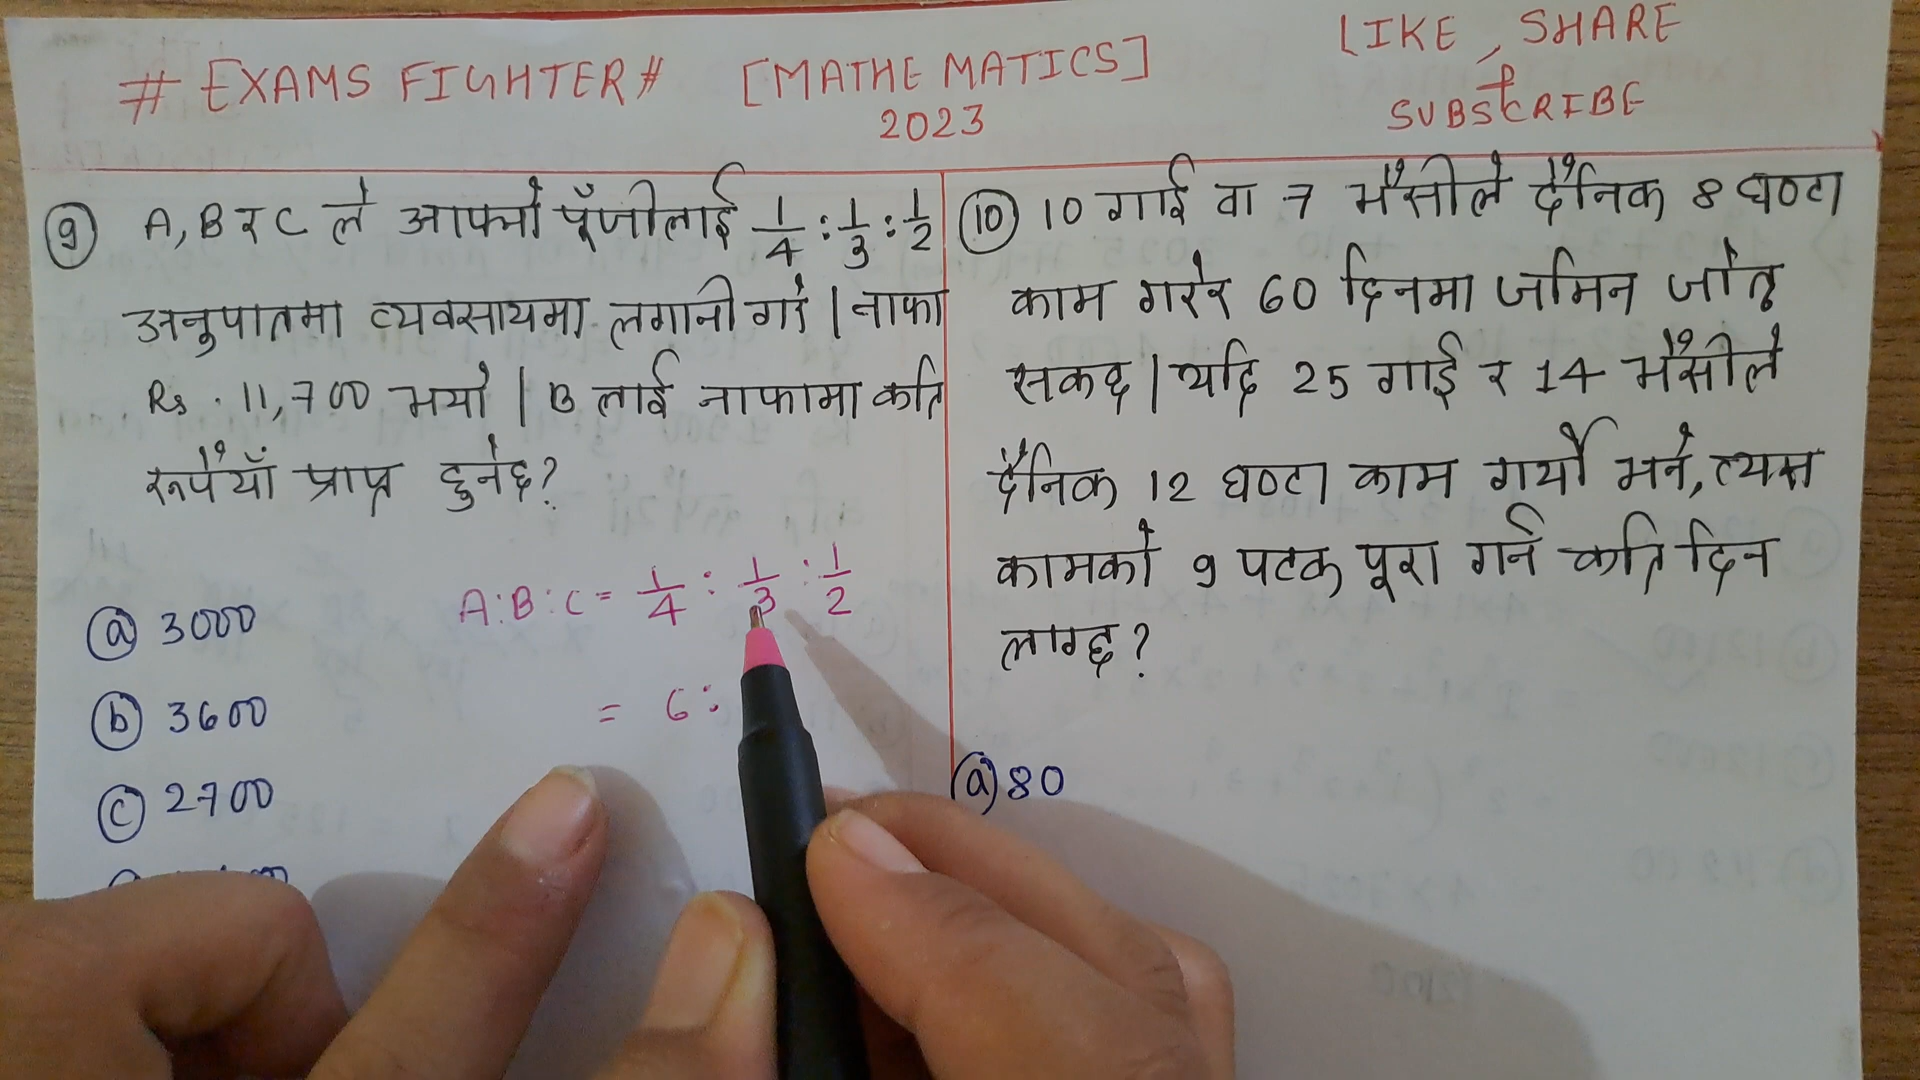 # EXAMS FIGHTER# [MATHEMATICS]
2023
LIKE, SHARE
&
SUBSCRIBE
9 A, B र C ले आफ्नो पूँजीलाई 1/4 : 1/3 : 1/2
अनुपातमा व्यवसायमा लगानी गरे | नाफा
Rs. 11,700 भयो | B लाई नाफामा कति
रूपैयाँ प्राप्त हुनेछ?
A:B:C = 1/4 : 1/3 : 1/2
= 6 :
a 3000
b 3600
c 2700
10 10 गाई वा 7 भैंसीले दैनिक 8 घण्टा
काम गरेर 60 दिनमा जमिन जोत्न
सक्छ | यदि 25 गाई र 14 भैंसीले
दैनिक 12 घण्टा काम गर्यो भने, त्यस
कामको 9 पटक पूरा गर्न कति दिन
लाग्छ?
a 80